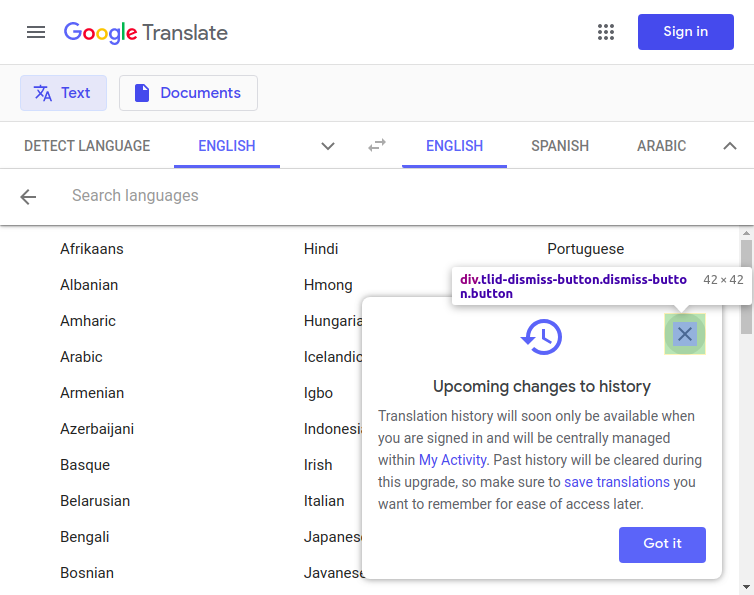 Google Translate
Sign in
Text
Documents
DETECT LANGUAGE
ENGLISH
ENGLISH
SPANISH
ARABIC
Search languages
Afrikaans
Hindi
Portuguese
Albanian
Hmong
Amharic
Hungaria
Arabic
Icelandic
Armenian
Igbo
Azerbaijani
Indonesi
Basque
Irish
Belarusian
Italian
Bengali
Japanes
Bosnian
Javanese
div.tlid-dismiss-button.dismiss-butto
n.button
42 × 42
Upcoming changes to history
Translation history will soon only be available when
you are signed in and will be centrally managed
within My Activity. Past history will be cleared during
this upgrade, so make sure to save translations you
want to remember for ease of access later.
Got it